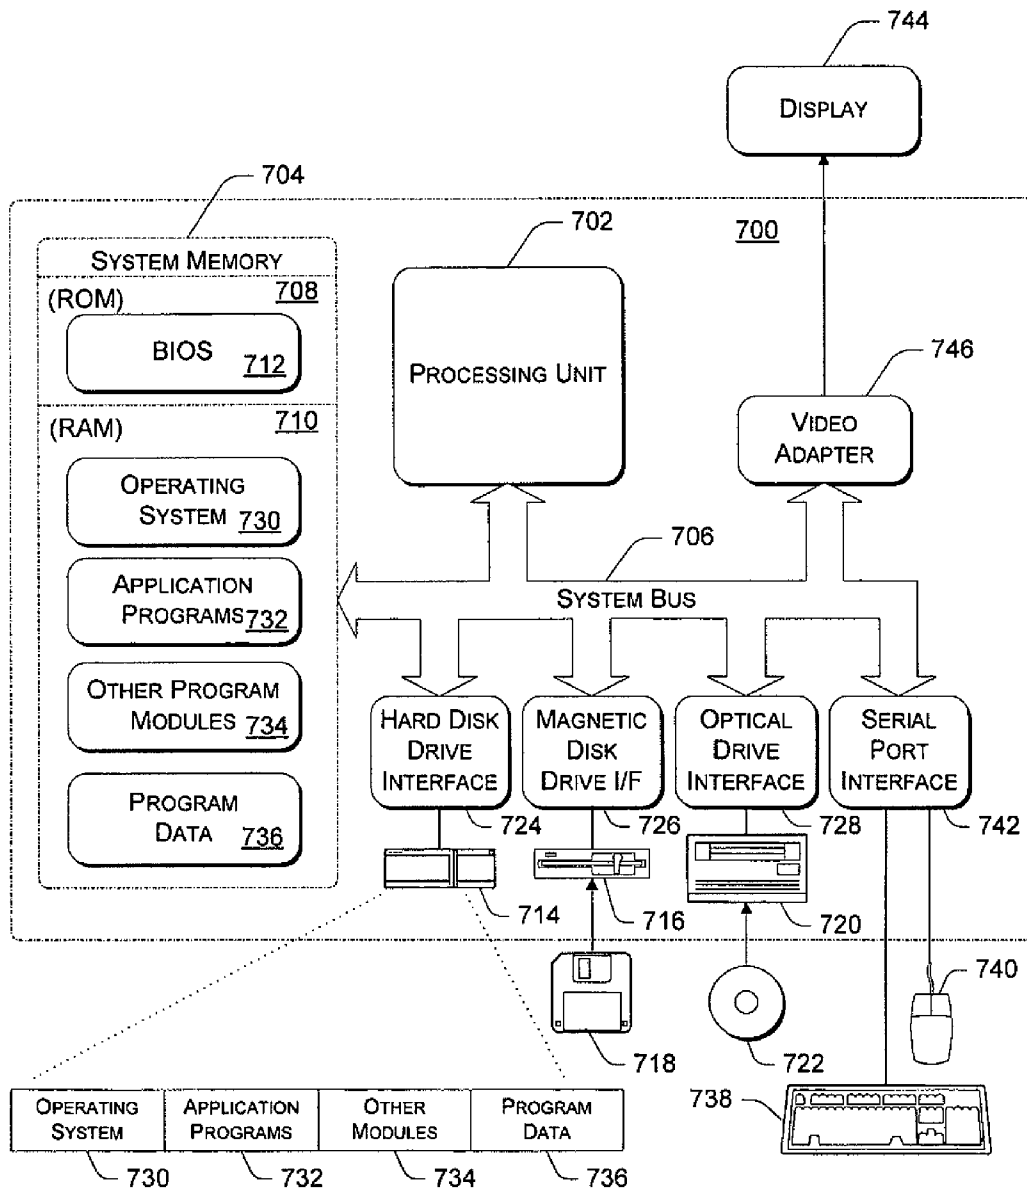 744
DISPLAY
704
702
700
SYSTEM MEMORY
(ROM)
708
BIOS
712
PROCESSING UNIT
746
VIDEO
ADAPTER
(RAM)
710
OPERATING
SYSTEM
730
706
SYSTEM BUS
APPLICATION
PROGRAMS
732
OTHER PROGRAM
MODULES
734
PROGRAM
DATA
736
HARD DISK
DRIVE
INTERFACE
MAGNETIC
DISK
DRIVE I/F
OPTICAL
DRIVE
INTERFACE
SERIAL
PORT
INTERFACE
724
726
728
742
714
716
720
740
718
722
738
OPERATING
SYSTEM
APPLICATION
PROGRAMS
OTHER
MODULES
PROGRAM
DATA
730
732
734
736